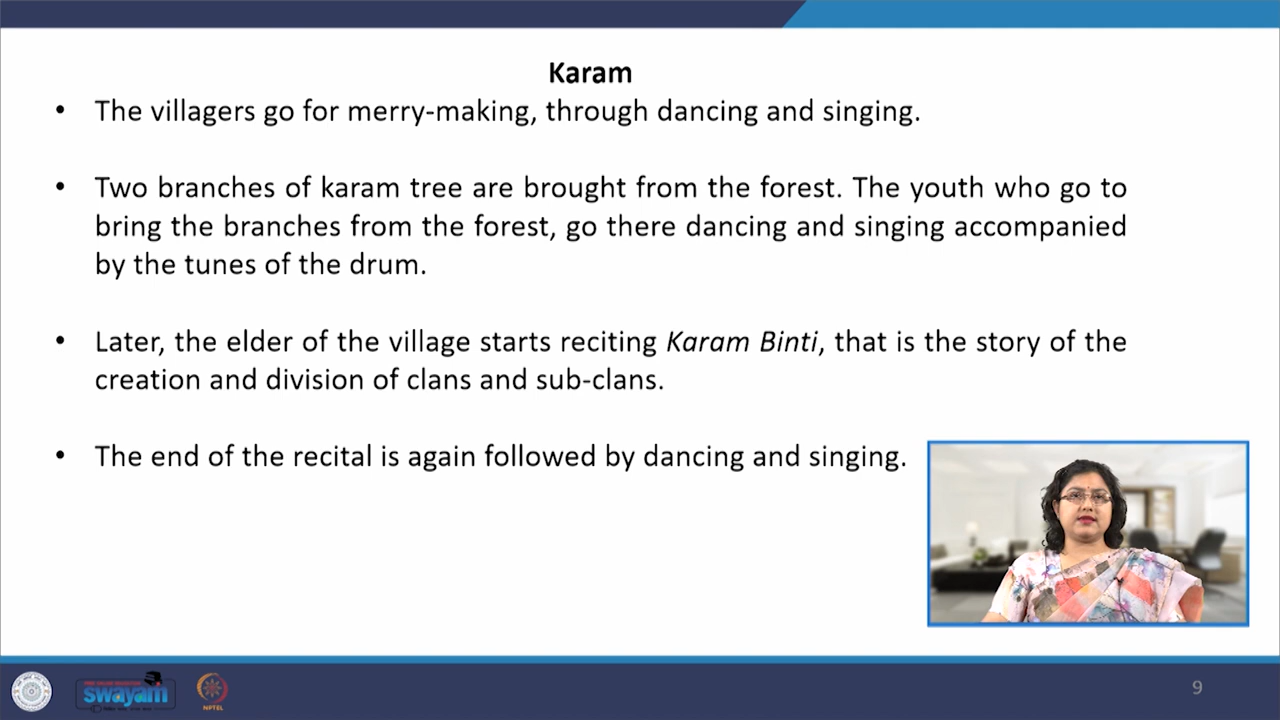 Karam
• The villagers go for merry-making, through dancing and singing.
• Two branches of karam tree are brought from the forest. The youth who go to
bring the branches from the forest, go there dancing and singing accompanied
by the tunes of the drum.
• Later, the elder of the village starts reciting Karam Binti, that is the story of the
creation and division of clans and sub-clans.
• The end of the recital is again followed by dancing and singing.
swayam
NPTEL
9